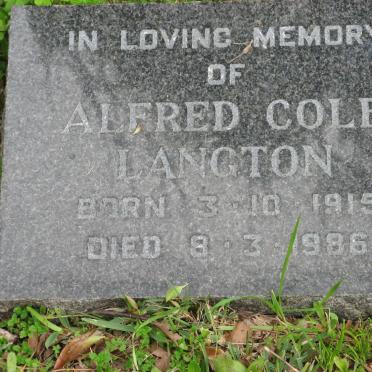 IN LOVING MEMORY
OF
ALFRED COLE
LANGTON
BORN 3·10·1915
DIED 8·3·1986